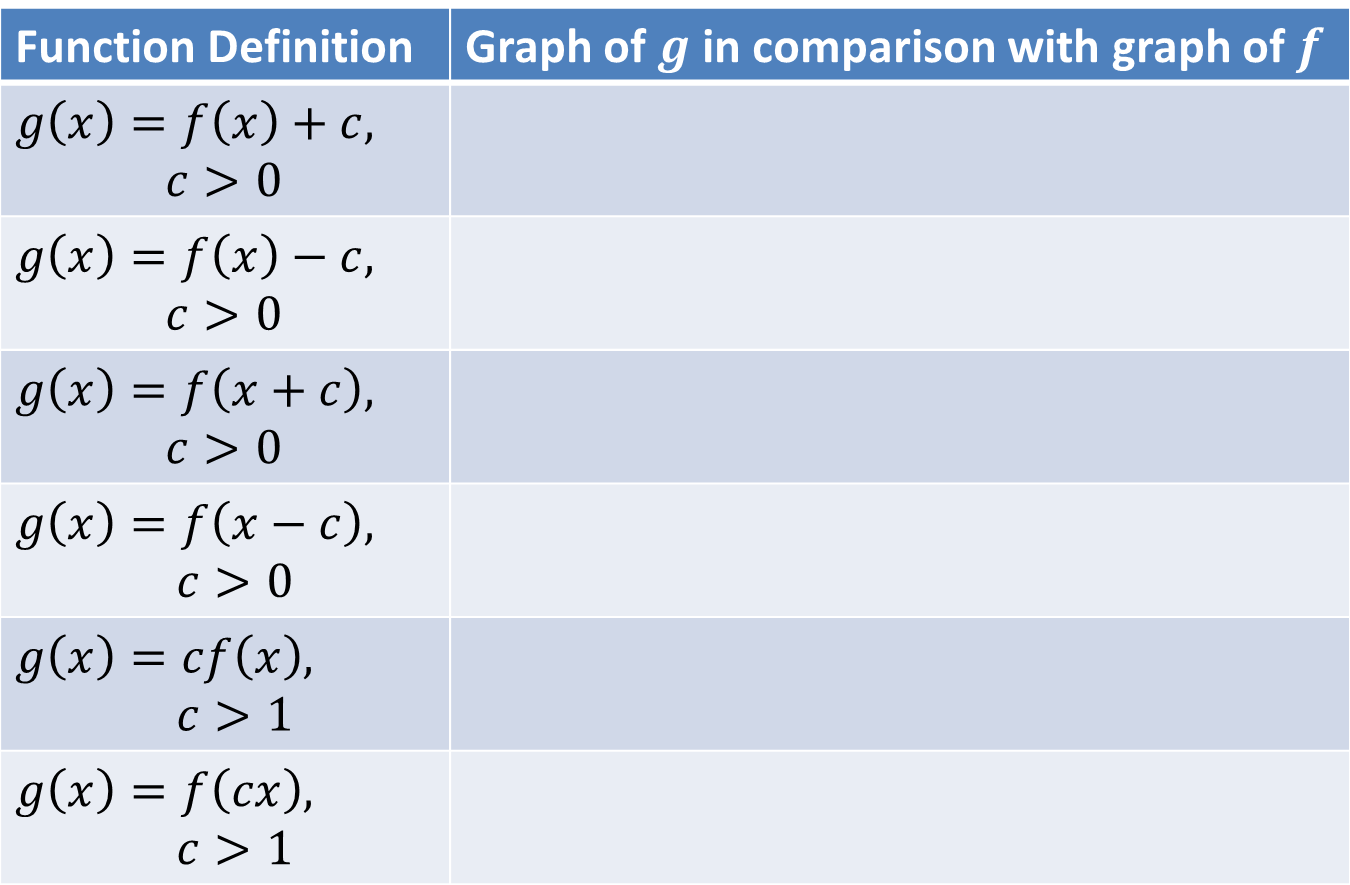 Function Definition
Graph of g in comparison with graph of f
g(x) = f(x) + c,
c > 0
g(x) = f(x) − c,
c > 0
g(x) = f(x + c),
c > 0
g(x) = f(x − c),
c > 0
g(x) = cf(x),
c > 1
g(x) = f(cx),
c > 1